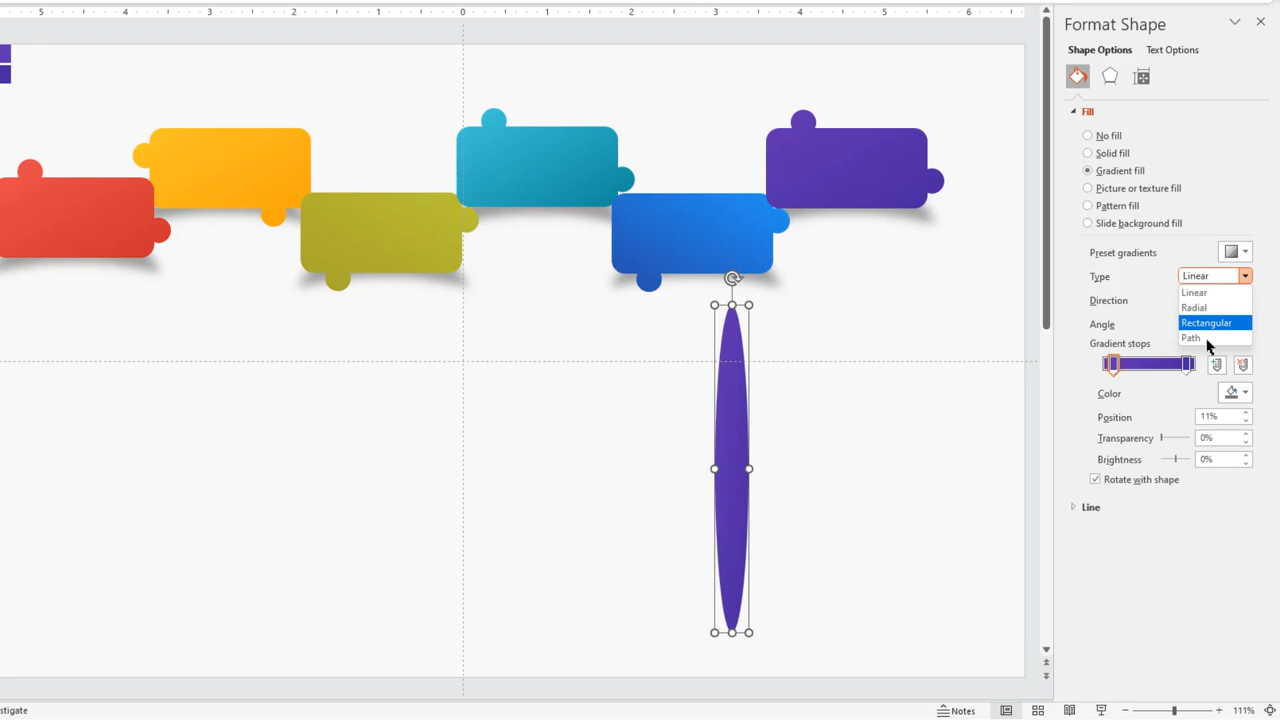 5 4 3 2 1 0 1 2 3 4 5 6
Format Shape
Shape Options Text Options
Fill
No fill
Solid fill
Gradient fill
Picture or texture fill
Pattern fill
Slide background fill
Preset gradients
Type Linear
Linear
Direction
Radial
Angle Rectangular
Path
Gradient stops
Color
Position 11%
Transparency 0%
Brightness 0%
Rotate with shape
Line
stigate Notes 111%